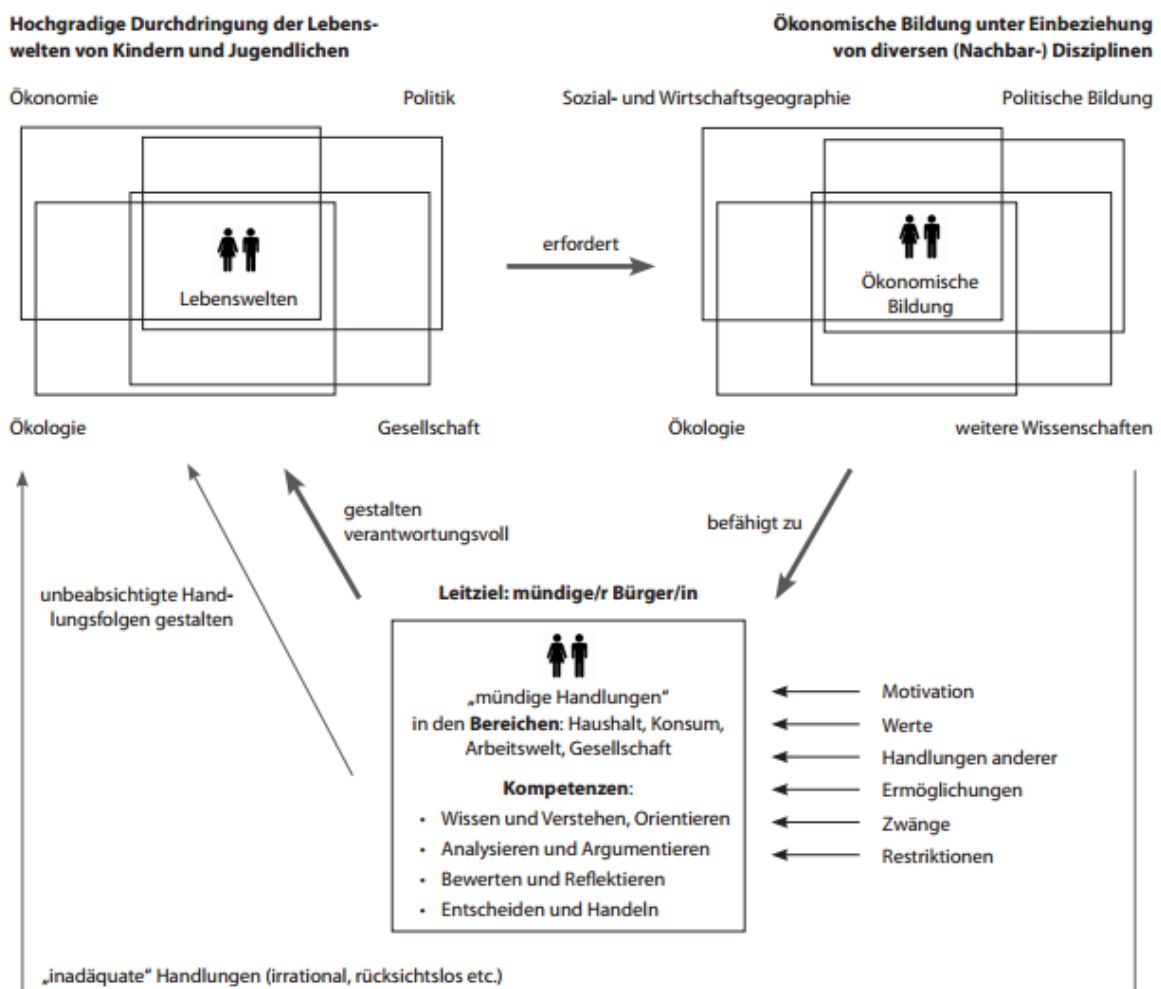 Hochgradige Durchdringung der Lebens-
welten von Kindern und Jugendlichen
Ökonomische Bildung unter Einbeziehung
von diversen (Nachbar-) Disziplinen
Ökonomie
Politik
Sozial- und Wirtschaftsgeographie
Politische Bildung
Lebenswelten
erfordert
Ökonomische
Bildung
Ökologie
Gesellschaft
Ökologie
weitere Wissenschaften
gestalten
verantwortungsvoll
befähigt zu
unbeabsichtigte Hand-
lungsfolgen gestalten
Leitziel: mündige/r Bürger/in
„mündige Handlungen“
in den Bereichen: Haushalt, Konsum,
Arbeitswelt, Gesellschaft
Kompetenzen:
• Wissen und Verstehen, Orientieren
• Analysieren und Argumentieren
• Bewerten und Reflektieren
• Entscheiden und Handeln
Motivation
Werte
Handlungen anderer
Ermöglichungen
Zwänge
Restriktionen
„inadäquate“ Handlungen (irrational, rücksichtslos etc.)